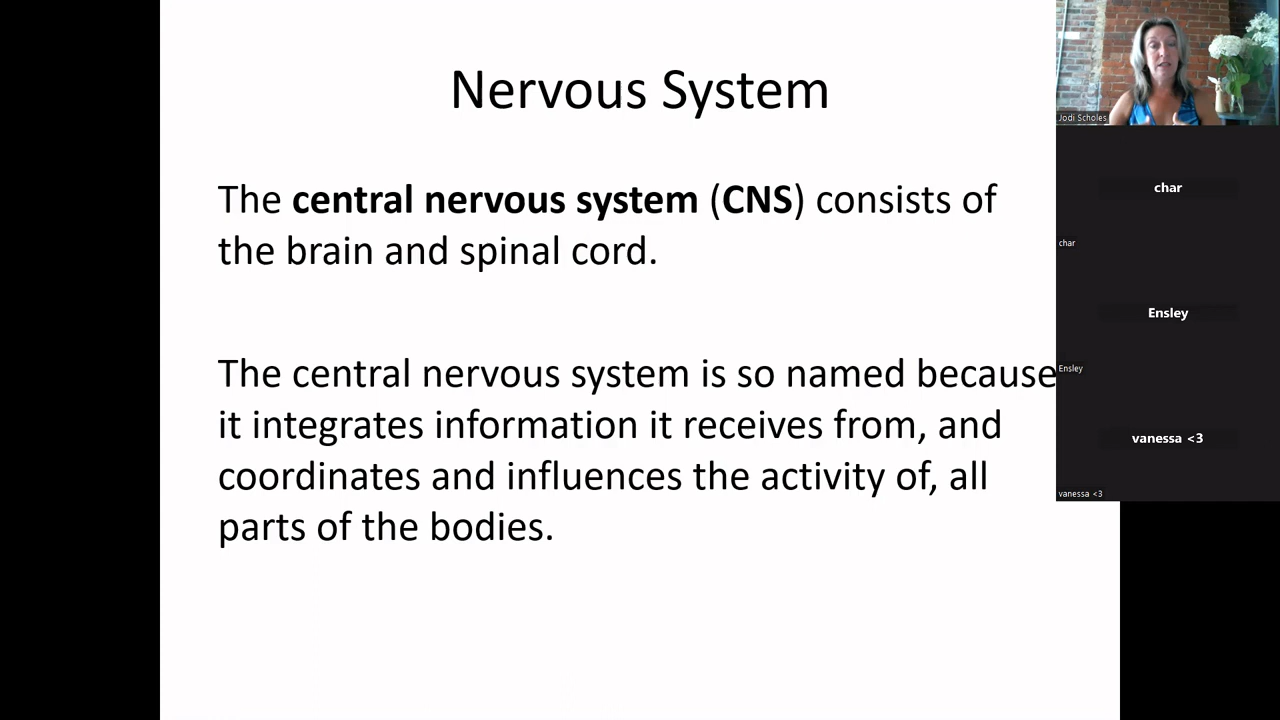 Nervous System
The central nervous system (CNS) consists of
the brain and spinal cord.
The central nervous system is so named because
it integrates information it receives from, and
coordinates and influences the activity of, all
parts of the bodies.
Jodi Scholes
char
char
Ensley
Ensley
vanessa <3
vanessa <3